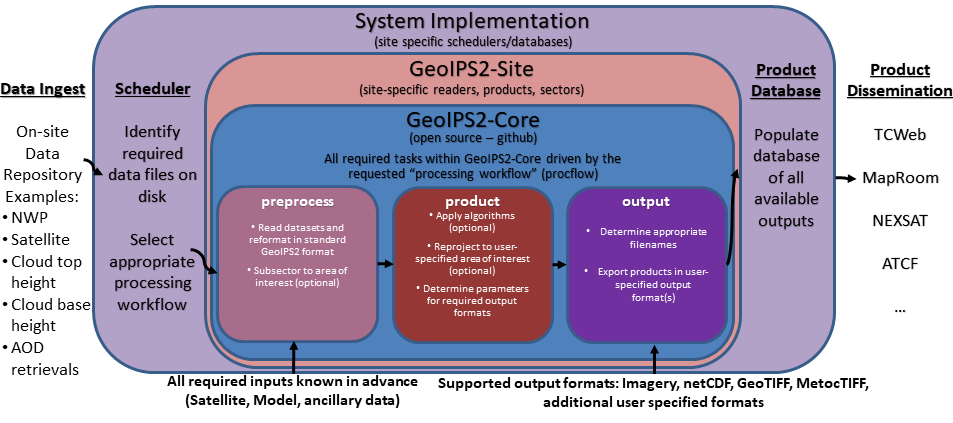 System Implementation
(site specific schedulers/databases)
GeoIPS2-Site
(site-specific readers, products, sectors)
GeoIPS2-Core
(open source – github)
All required tasks within GeoIPS2-Core driven by the
requested “processing workflow” (procflow)
Data Ingest
On-site
Data
Repository
Examples:
• NWP
• Satellite
• Cloud top
height
• Cloud base
height
• AOD
retrievals
Scheduler
Identify
required
data files on
disk
Select
appropriate
processing
workflow
preprocess
• Read datasets and
reformat in standard
GeoIPS2 format
• Subsector to area of
interest (optional)
product
• Apply algorithms
(optional)
• Reproject to user-
specified area of interest
(optional)
• Determine parameters
for required output
formats
output
• Determine appropriate
filenames
• Export products in user-
specified output
format(s)
Product
Database
Populate
database
of all
available
outputs
Product
Dissemination
TCWeb
MapRoom
NEXSAT
ATCF
...
All required inputs known in advance
(Satellite, Model, ancillary data)
Supported output formats: Imagery, netCDF, GeoTIFF, MetocTIFF,
additional user specified formats